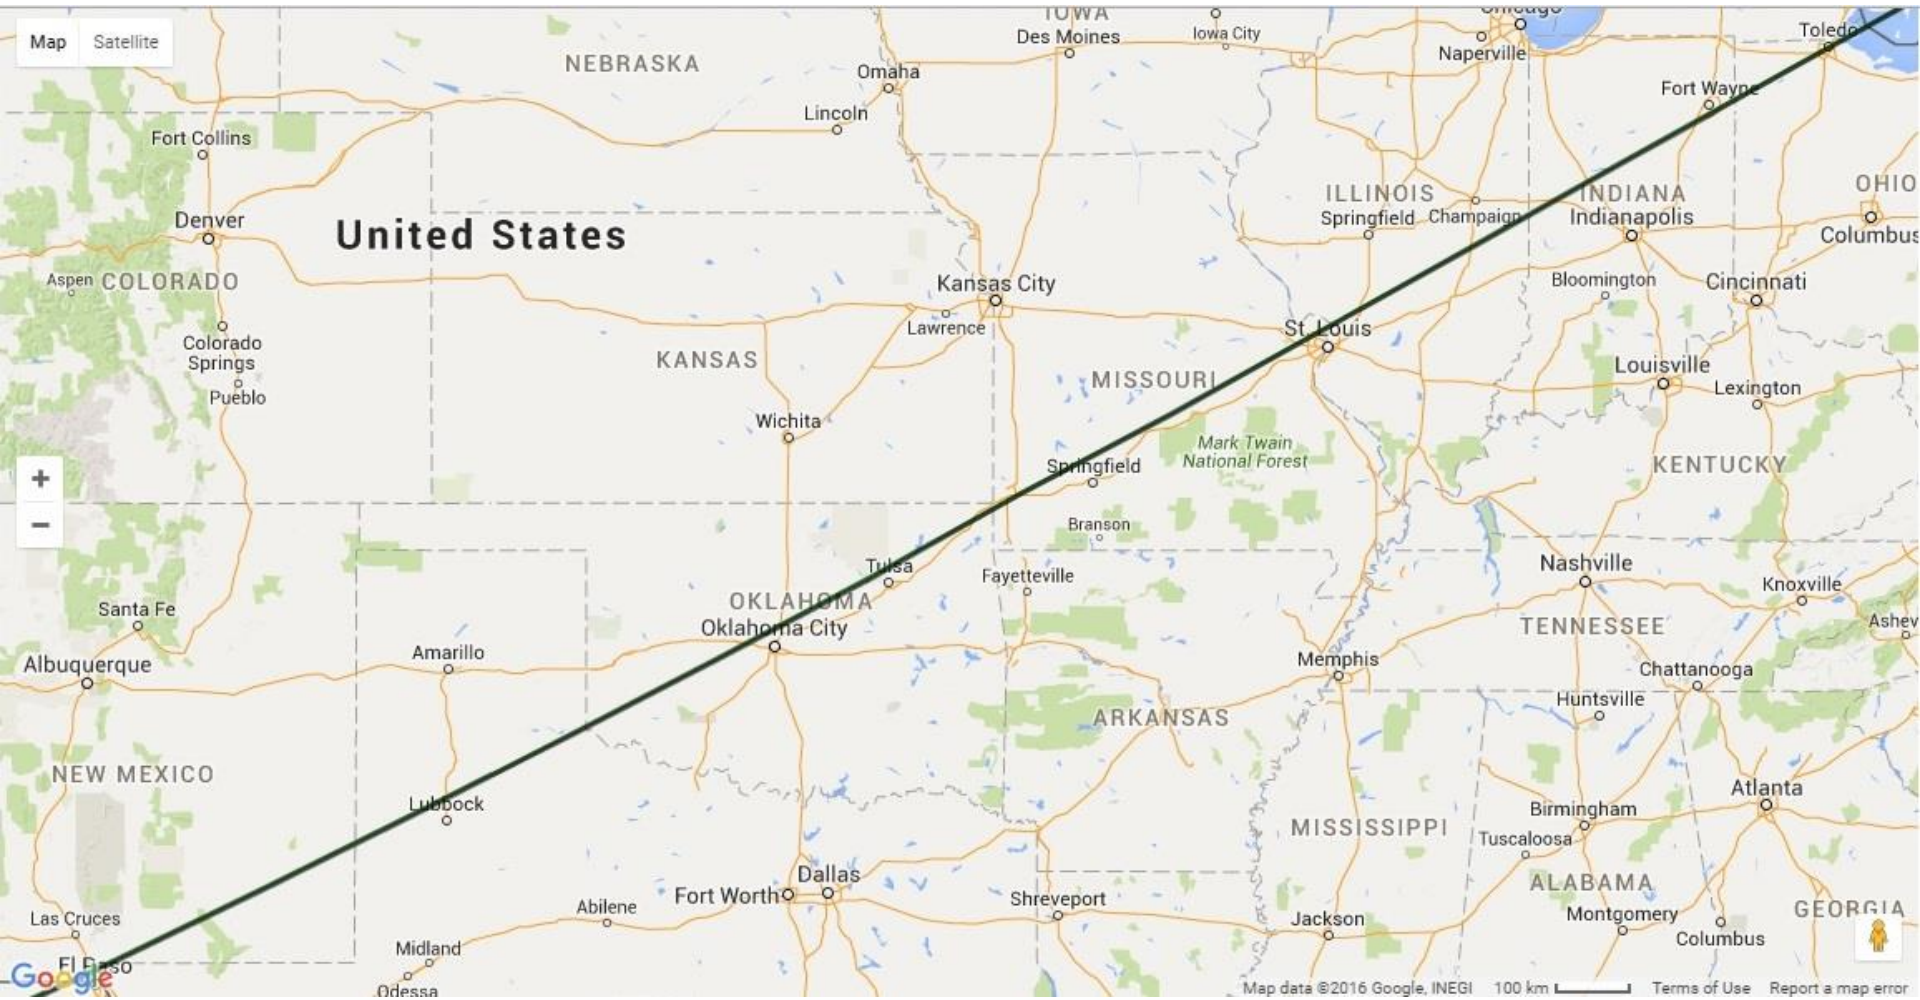 Map
Satellite
NEBRASKA
IOWA
Des Moines
Iowa City
Chicago
Naperville
Toledo
Omaha
Fort Wayne
Lincoln
Fort Collins
ILLINOIS
INDIANA
OHIO
Denver
United States
Springfield
Champaign
Indianapolis
Columbus
Aspen
COLORADO
Kansas City
Bloomington
Cincinnati
Lawrence
St. Louis
Colorado
Springs
KANSAS
MISSOURI
Louisville
Lexington
Pueblo
Wichita
Mark Twain
National Forest
Springfield
KENTUCKY
+
−
Branson
Tulsa
Fayetteville
Nashville
Knoxville
Santa Fe
OKLAHOMA
Oklahoma City
TENNESSEE
Ashev
Albuquerque
Amarillo
Memphis
Chattanooga
Huntsville
ARKANSAS
NEW MEXICO
Atlanta
Lubbock
Birmingham
MISSISSIPPI
Tuscaloosa
Dallas
Fort Worth
ALABAMA
Las Cruces
Abilene
Shreveport
Jackson
Montgomery
GEORGIA
Columbus
Midland
El Paso
Google
Odessa
Map data ©2016 Google, INEGI
100 km
Terms of Use
Report a map error